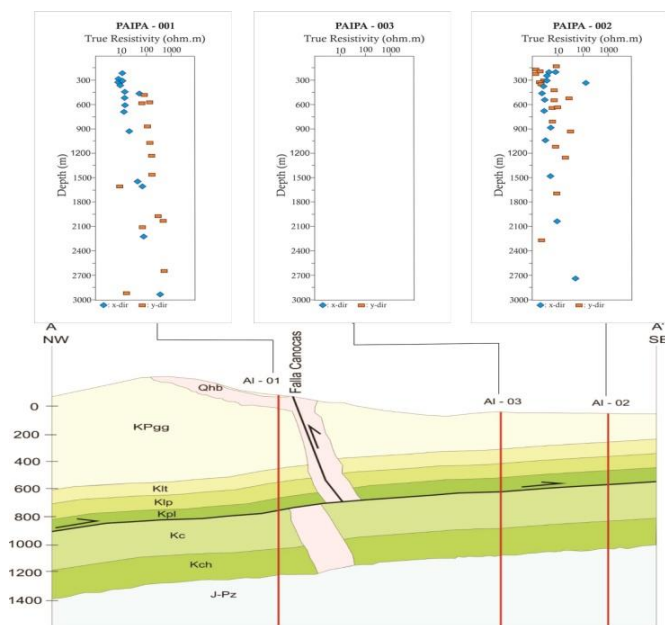 PAIPA - 001
True Resistivity (ohm.m)
10 100 1000
Depth (m)
300
600
900
1200
1500
1800
2100
2400
2700
3000
: x-dir : y-dir
PAIPA - 003
True Resistivity (ohm.m)
10 100 1000
Depth (m)
300
600
900
1200
1500
1800
2100
2400
2700
3000
: x-dir : y-dir
PAIPA - 002
True Resistivity (ohm.m)
10 100 1000
Depth (m)
300
600
900
1200
1500
1800
2100
2400
2700
3000
: x-dir : y-dir
A
NW
A'
SE
Falla Canocas
Qhb
AI - 01
AI - 03
AI - 02
0
200
400
600
800
1000
1200
1400
KPgg
Klt
Klp
Kpl
Kc
Kch
J-Pz